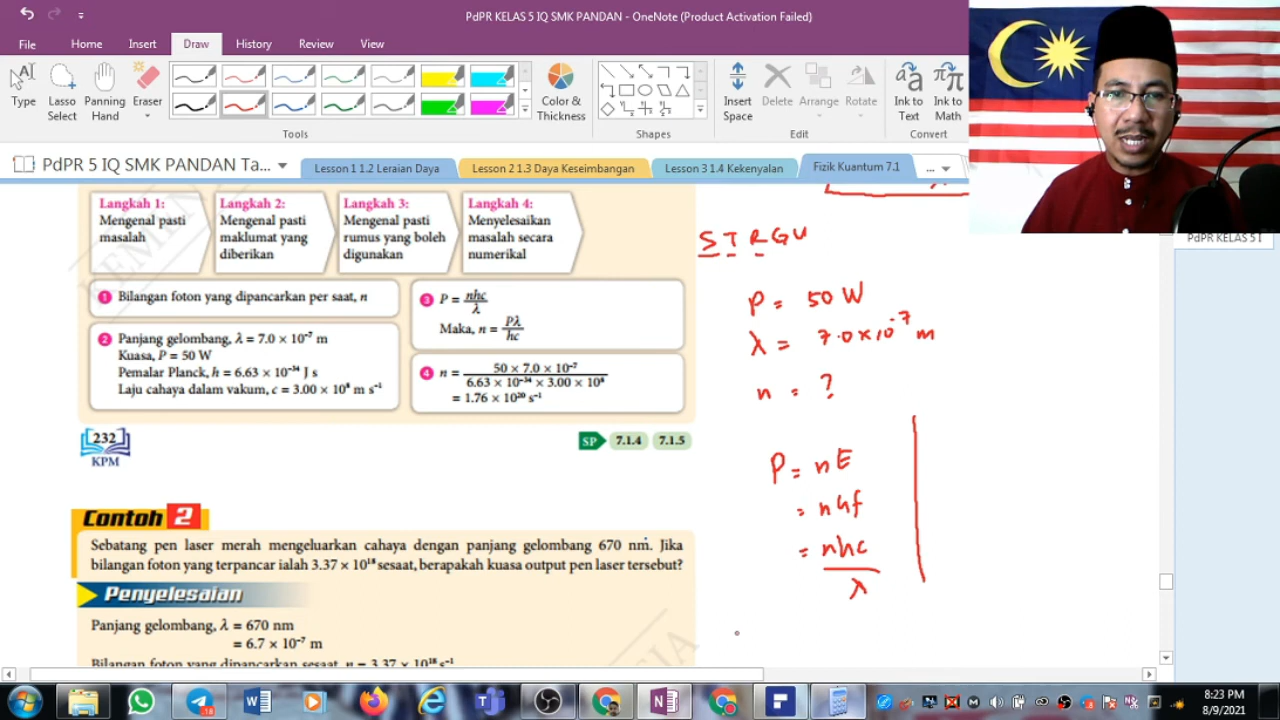 PdPR KELAS 5 IQ SMK PANDAN - OneNote (Product Activation Failed)
File Home Insert Draw History Review View
Type
Lasso Select
Panning Hand
Eraser
Tools
Color & Thickness
Shapes
Insert Space
Delete
Arrange
Rotate
Edit
Ink to Text
Ink to Math
Convert
PdPR 5 IQ SMK PANDAN Ta...
Lesson 1 1.2 Leraian Daya
Lesson 2 1.3 Daya Keseimbangan
Lesson 3 1.4 Kekenyalan
Fizik Kuantum 7.1
...
PdPR KELAS 5 I
Langkah 1:
Mengenal pasti
masalah
Langkah 2:
Mengenal pasti
maklumat yang
diberikan
Langkah 3:
Mengenal pasti
rumus yang boleh
digunakan
Langkah 4:
Menyelesaikan
masalah secara
numerikal
1 Bilangan foton yang dipancarkan per saat, n
2 Panjang gelombang, λ = 7.0 × 10⁻⁷ m
Kuasa, P = 50 W
Pemalar Planck, h = 6.63 × 10⁻³⁴ J s
Laju cahaya dalam vakum, c = 3.00 × 10⁸ m s⁻¹
3 P = nhc/λ
Maka, n = Pλ/hc
4 n = 50 × 7.0 × 10⁻⁷ / 6.63 × 10⁻³⁴ × 3.00 × 10⁸
= 1.76 × 10²⁰ s⁻¹
232
KPM
SP 7.1.4 7.1.5
Contoh 2
Sebatang pen laser merah mengeluarkan cahaya dengan panjang gelombang 670 nm. Jika
bilangan foton yang terpancar ialah 3.37 × 10¹⁸ sesaat, berapakah kuasa output pen laser tersebut?
Penyelesaian
Panjang gelombang, λ = 670 nm
= 6.7 × 10⁻⁷ m
Bilangan foton yang dipancarkan sesaat, n = 3.37 × 10¹⁸ s⁻¹
STRGU
P = 50 W
λ = 7.0 × 10⁻⁷ m
n = ?
P = nE
= nhf
= nhc
λ
8:23 PM
8/9/2021